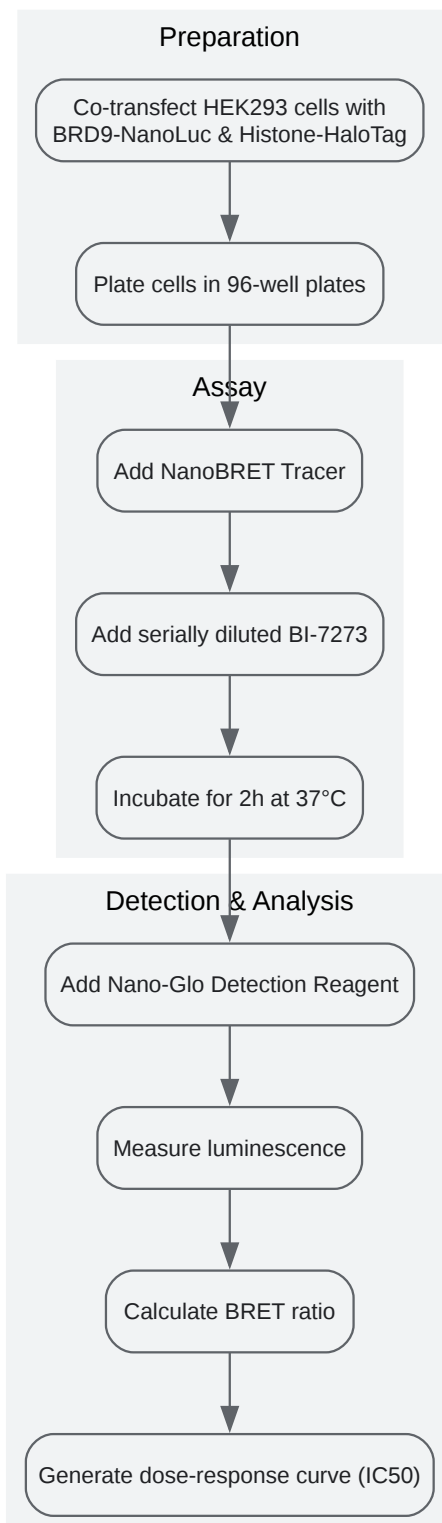 Preparation
Co-transfect HEK293 cells with
BRD9-NanoLuc & Histone-HaloTag
Plate cells in 96-well plates
Assay
Add NanoBRET Tracer
Add serially diluted BI-7273
Incubate for 2h at 37°C
Detection & Analysis
Add Nano-Glo Detection Reagent
Measure luminescence
Calculate BRET ratio
Generate dose-response curve (IC50)